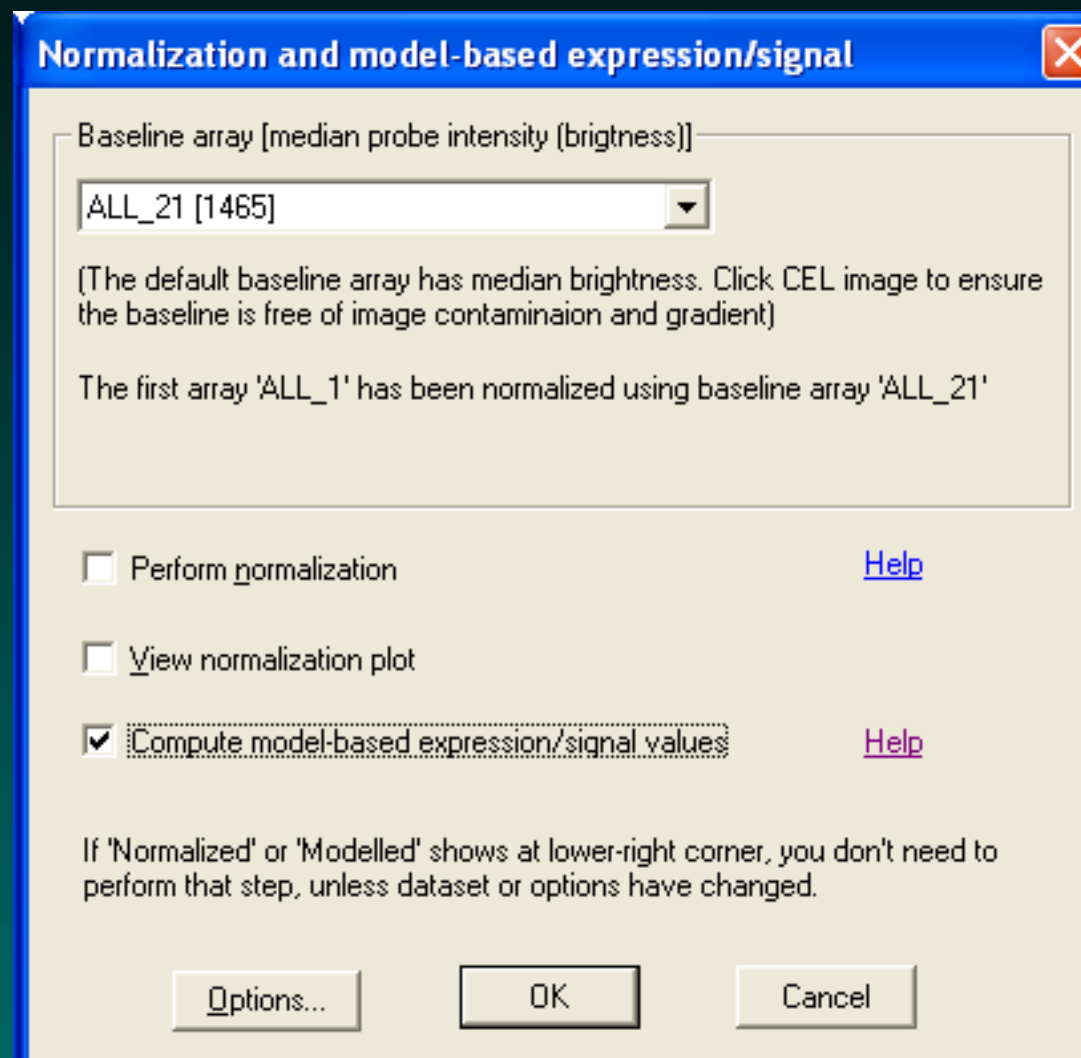 Normalization and model-based expression/signal
Baseline array [median probe intensity (brigtness)]
ALL_21 [1465]
(The default baseline array has median brightness. Click CEL image to ensure
the baseline is free of image contaminaion and gradient)
The first array 'ALL_1' has been normalized using baseline array 'ALL_21'
Perform normalization
Help
View normalization plot
Compute model-based expression/signal values
Help
If 'Normalized' or 'Modelled' shows at lower-right corner, you don't need to
perform that step, unless dataset or options have changed.
Options...
OK
Cancel